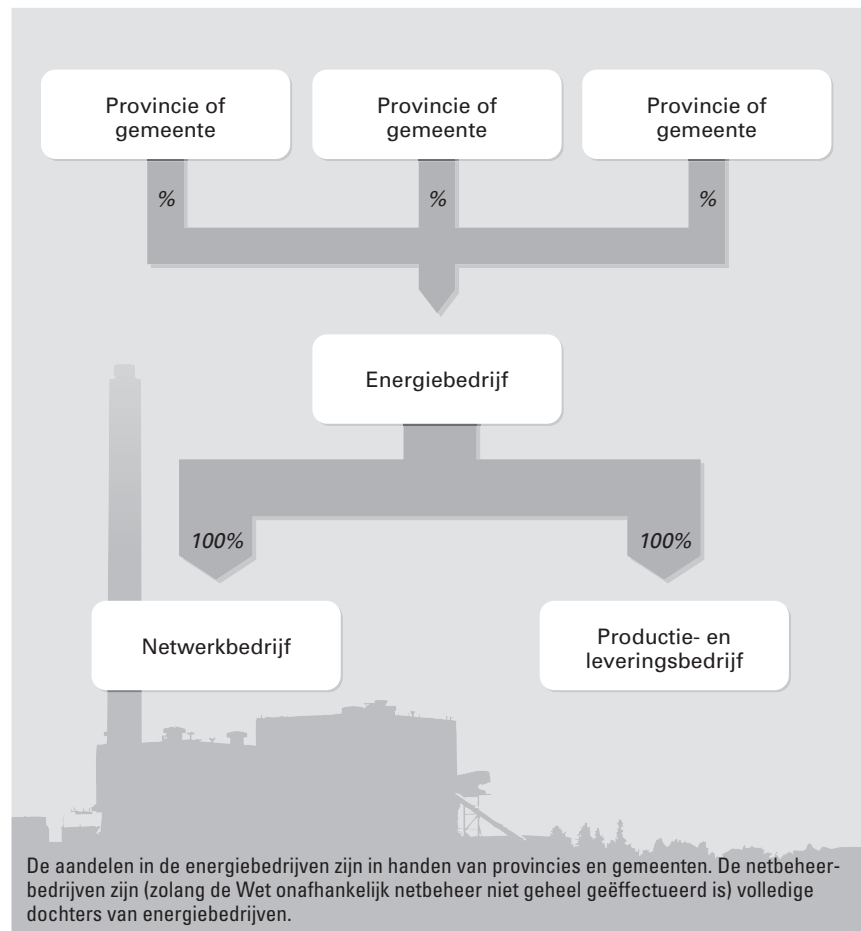 Provincie of
gemeente
Provincie of
gemeente
Provincie of
gemeente
%
%
%
Energiebedrijf
100%
100%
Netwerkbedrijf
Productie- en
leveringsbedrijf
De aandelen in de energiebedrijven zijn in handen van provincies en gemeenten. De netbeheer-
bedrijven zijn (zolang de Wet onafhankelijk netbeheer niet geheel geëffectueerd is) volledige
dochters van energiebedrijven.